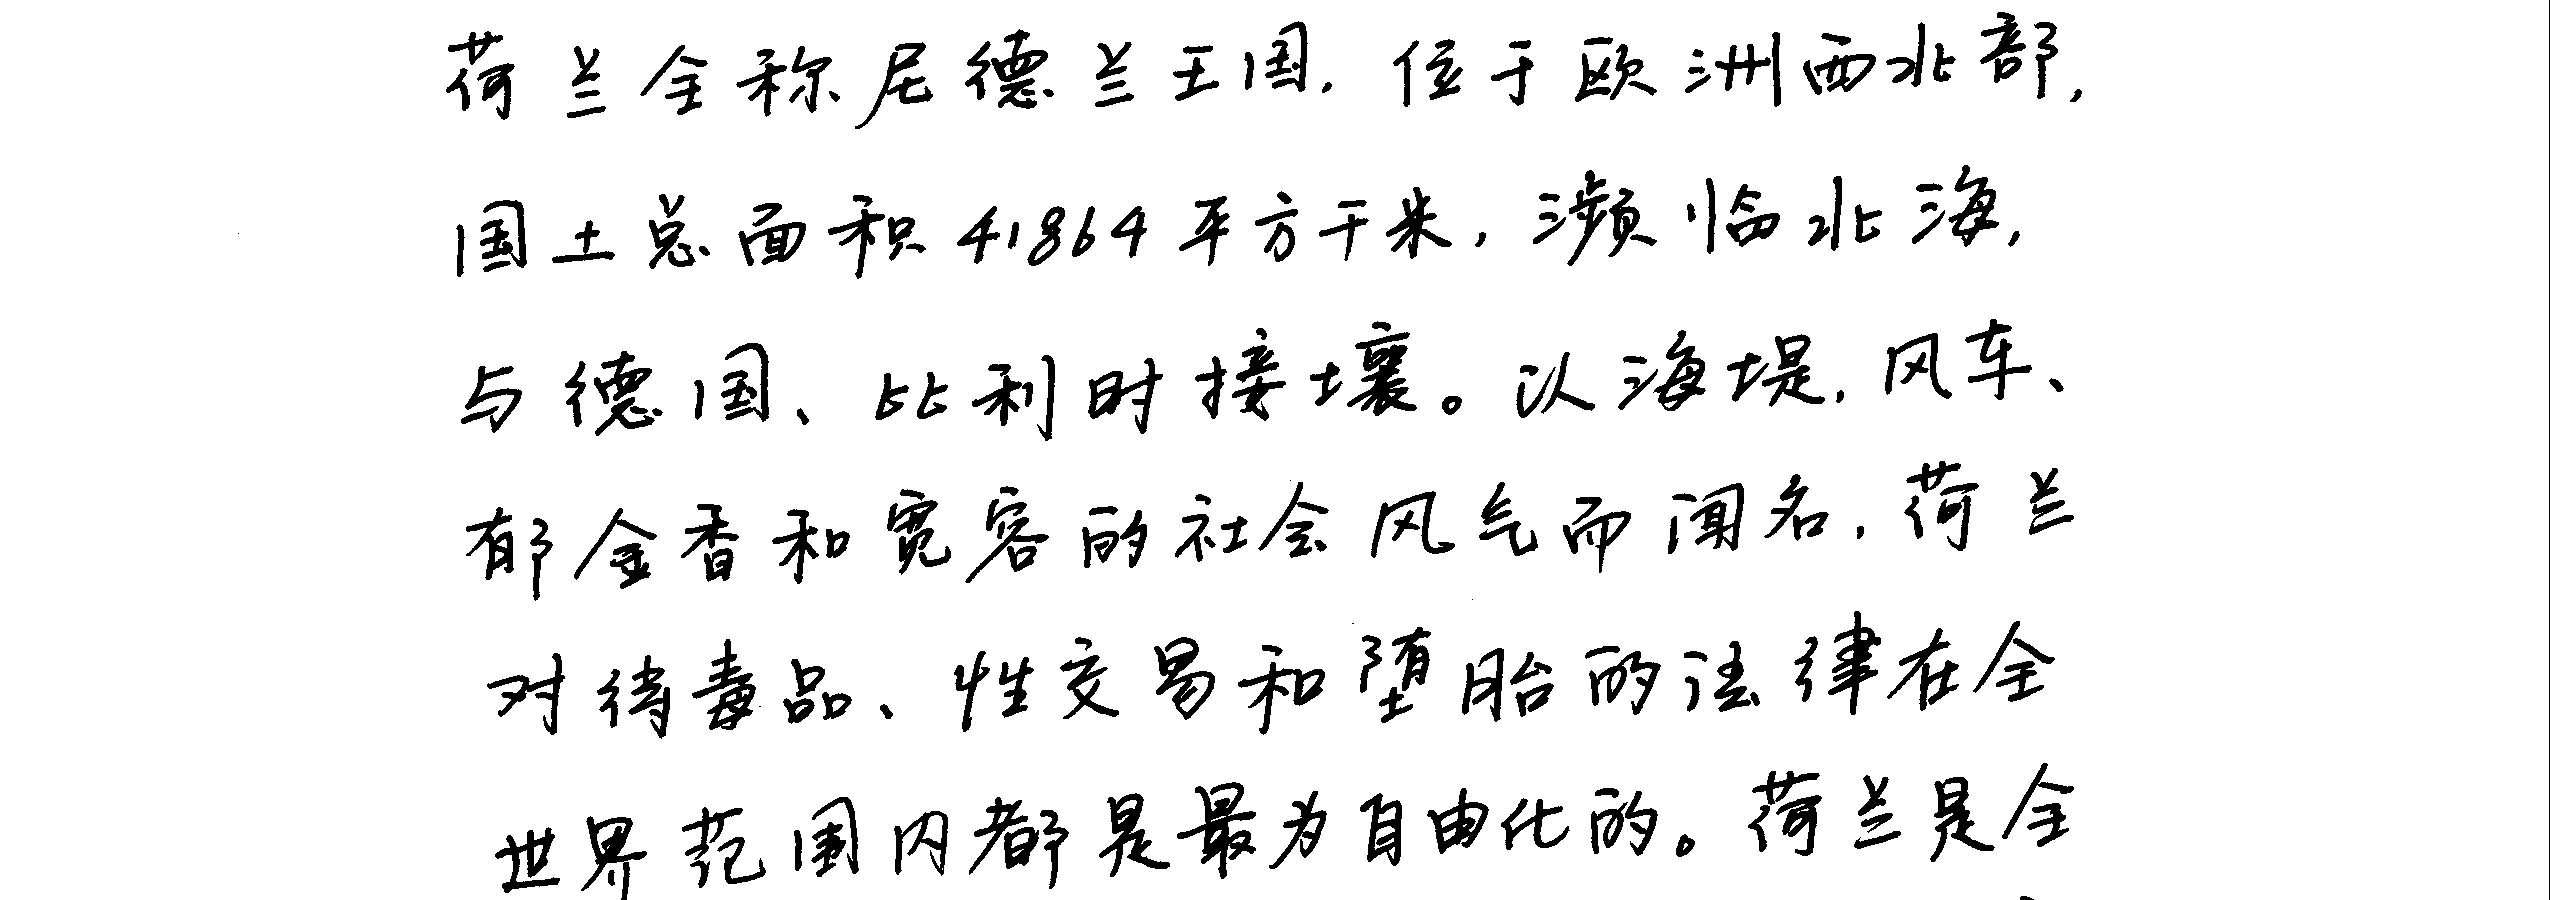 荷兰全称尼德兰王国，位于欧洲西北部，
国土总面积41864平方千米，濒临北海，
与德国、比利时接壤。以海堤，风车、
郁金香和宽容的社会风气而闻名，荷兰
对待毒品、性交易和堕胎的法律在全
世界范围内都是最为自由化的。荷兰是全